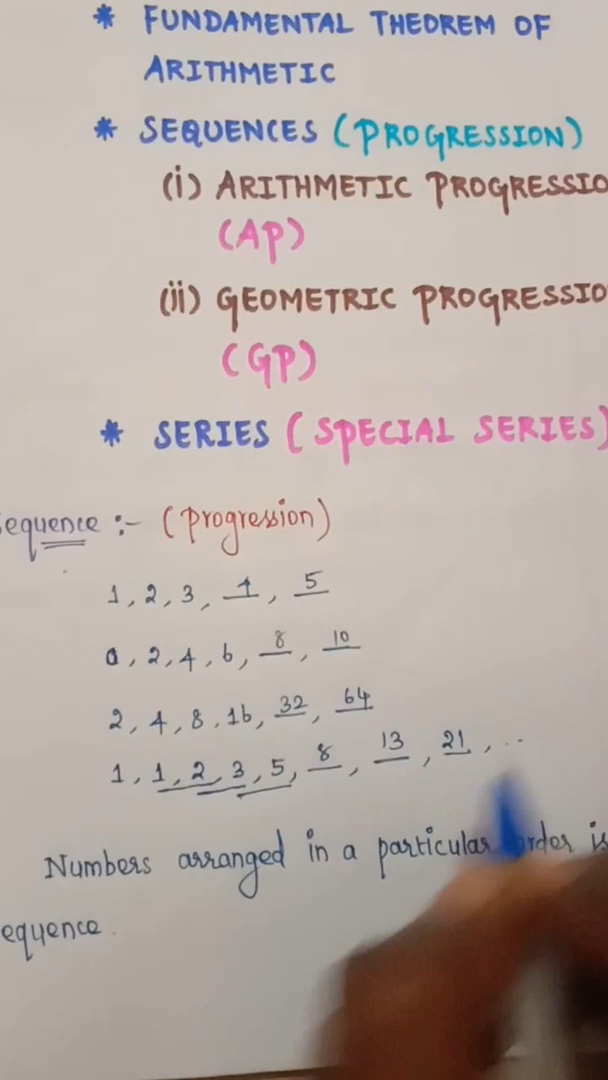 * FUNDAMENTAL THEOREM OF
ARITHMETIC
* SEQUENCES (PROGRESSION)
(i) ARITHMETIC PROGRESSIO
(AP)
(ii) GEOMETRIC PROGRESSIO
(GP)
* SERIES (SPECIAL SERIES)
equence :- (progression)
1, 2, 3, 4, 5
0, 2, 4, 6, 8, 10
2, 4, 8, 16, 32, 64
1, 1, 2, 3, 5, 8, 13, 21, ..
Numbers arranged in a particular order is
equence.